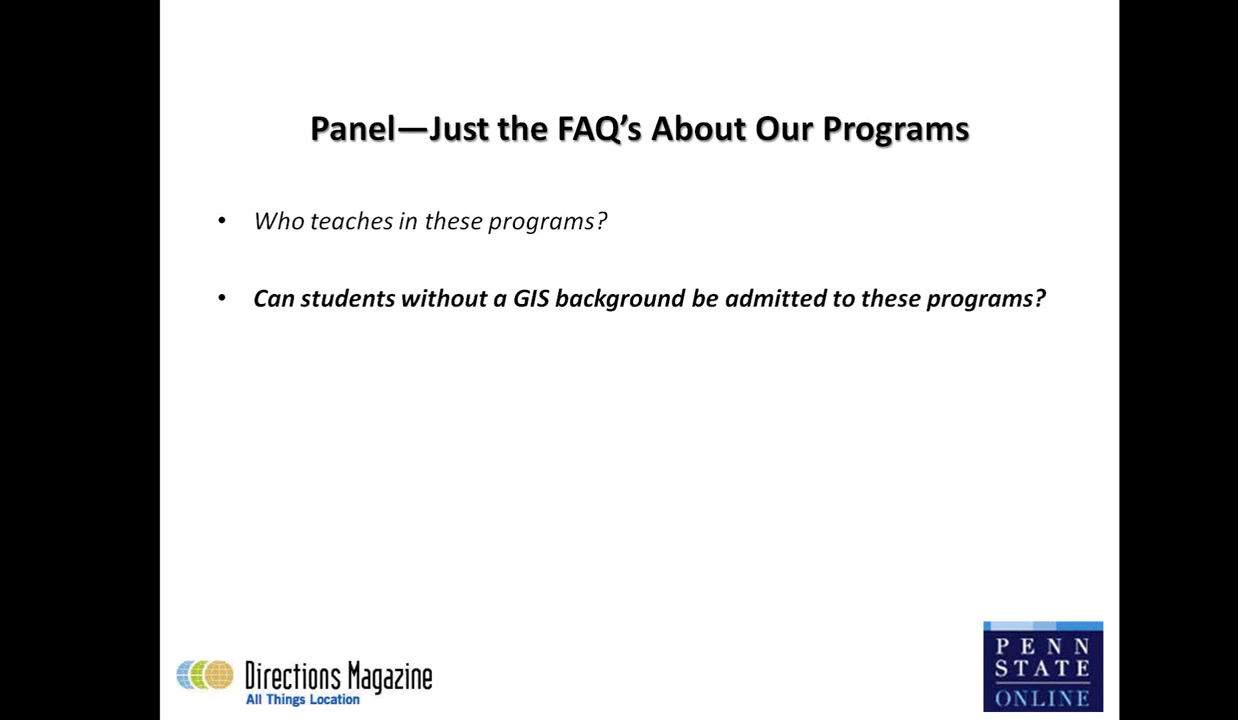 Panel—Just the FAQ's About Our Programs
• Who teaches in these programs?
• Can students without a GIS background be admitted to these programs?
Directions Magazine
All Things Location
PENN
STATE
ONLINE